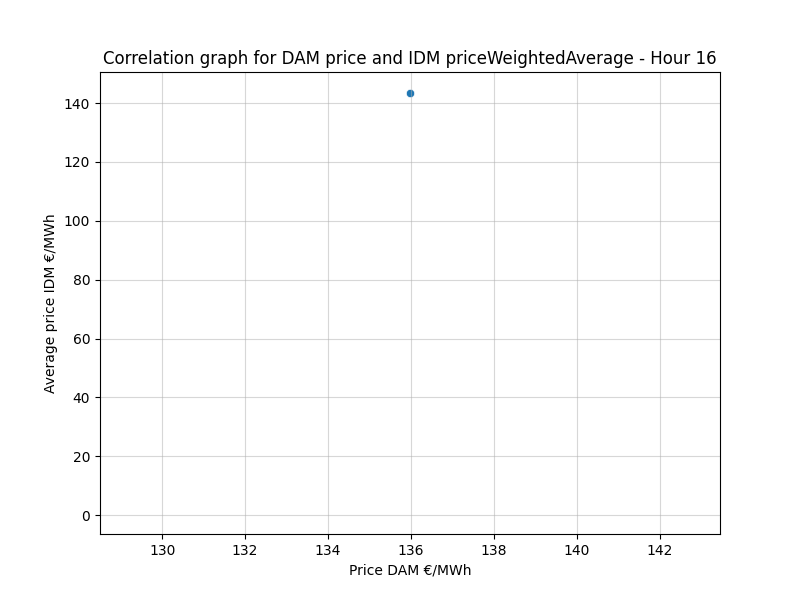 Correlation graph for DAM price and IDM priceWeightedAverage - Hour 16
140
120
100
80
60
40
20
0
Average price IDM €/MWh
130 132 134 136 138 140 142
Price DAM €/MWh